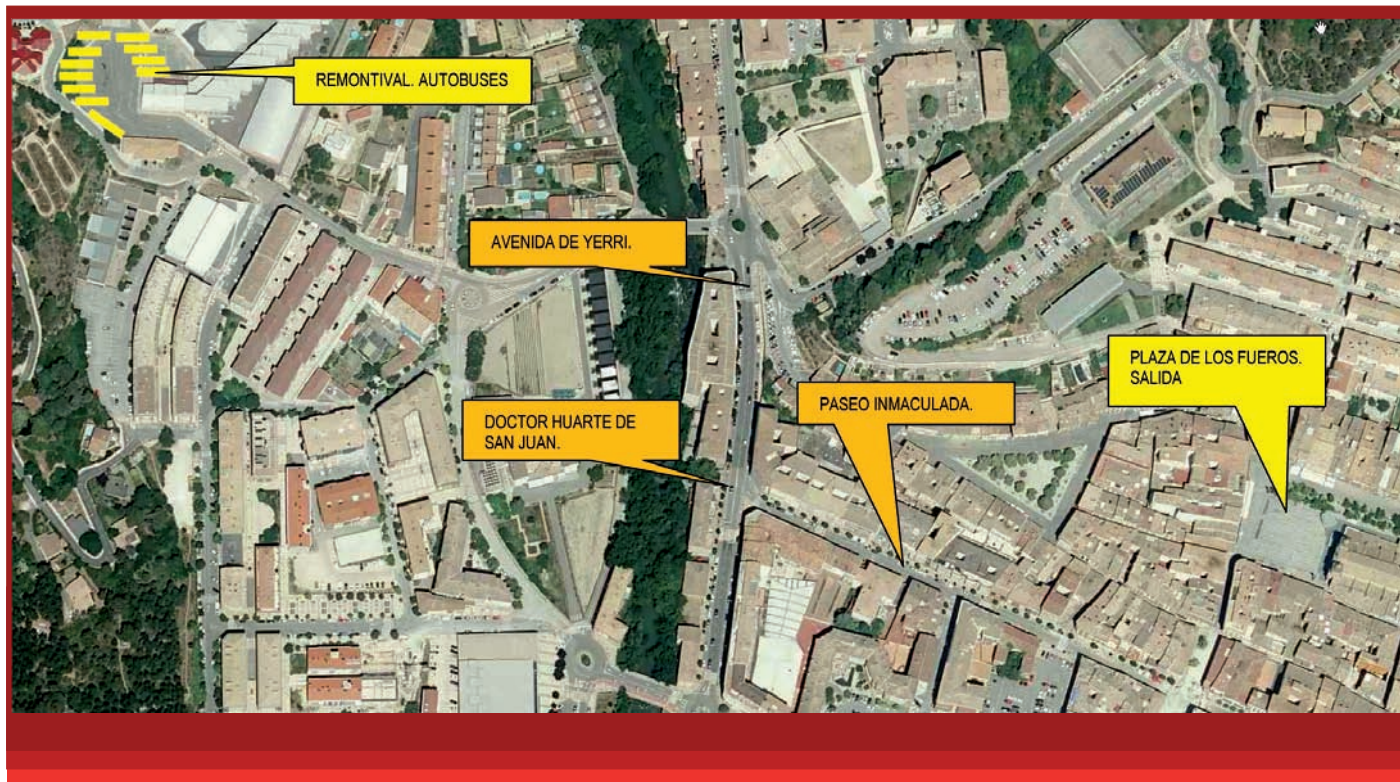 REMONTIVAL. AUTOBUSES
AVENIDA DE YERRI.
PLAZA DE LOS FUEROS.
SALIDA
PASEO INMACULADA.
DOCTOR HUARTE DE
SAN JUAN.